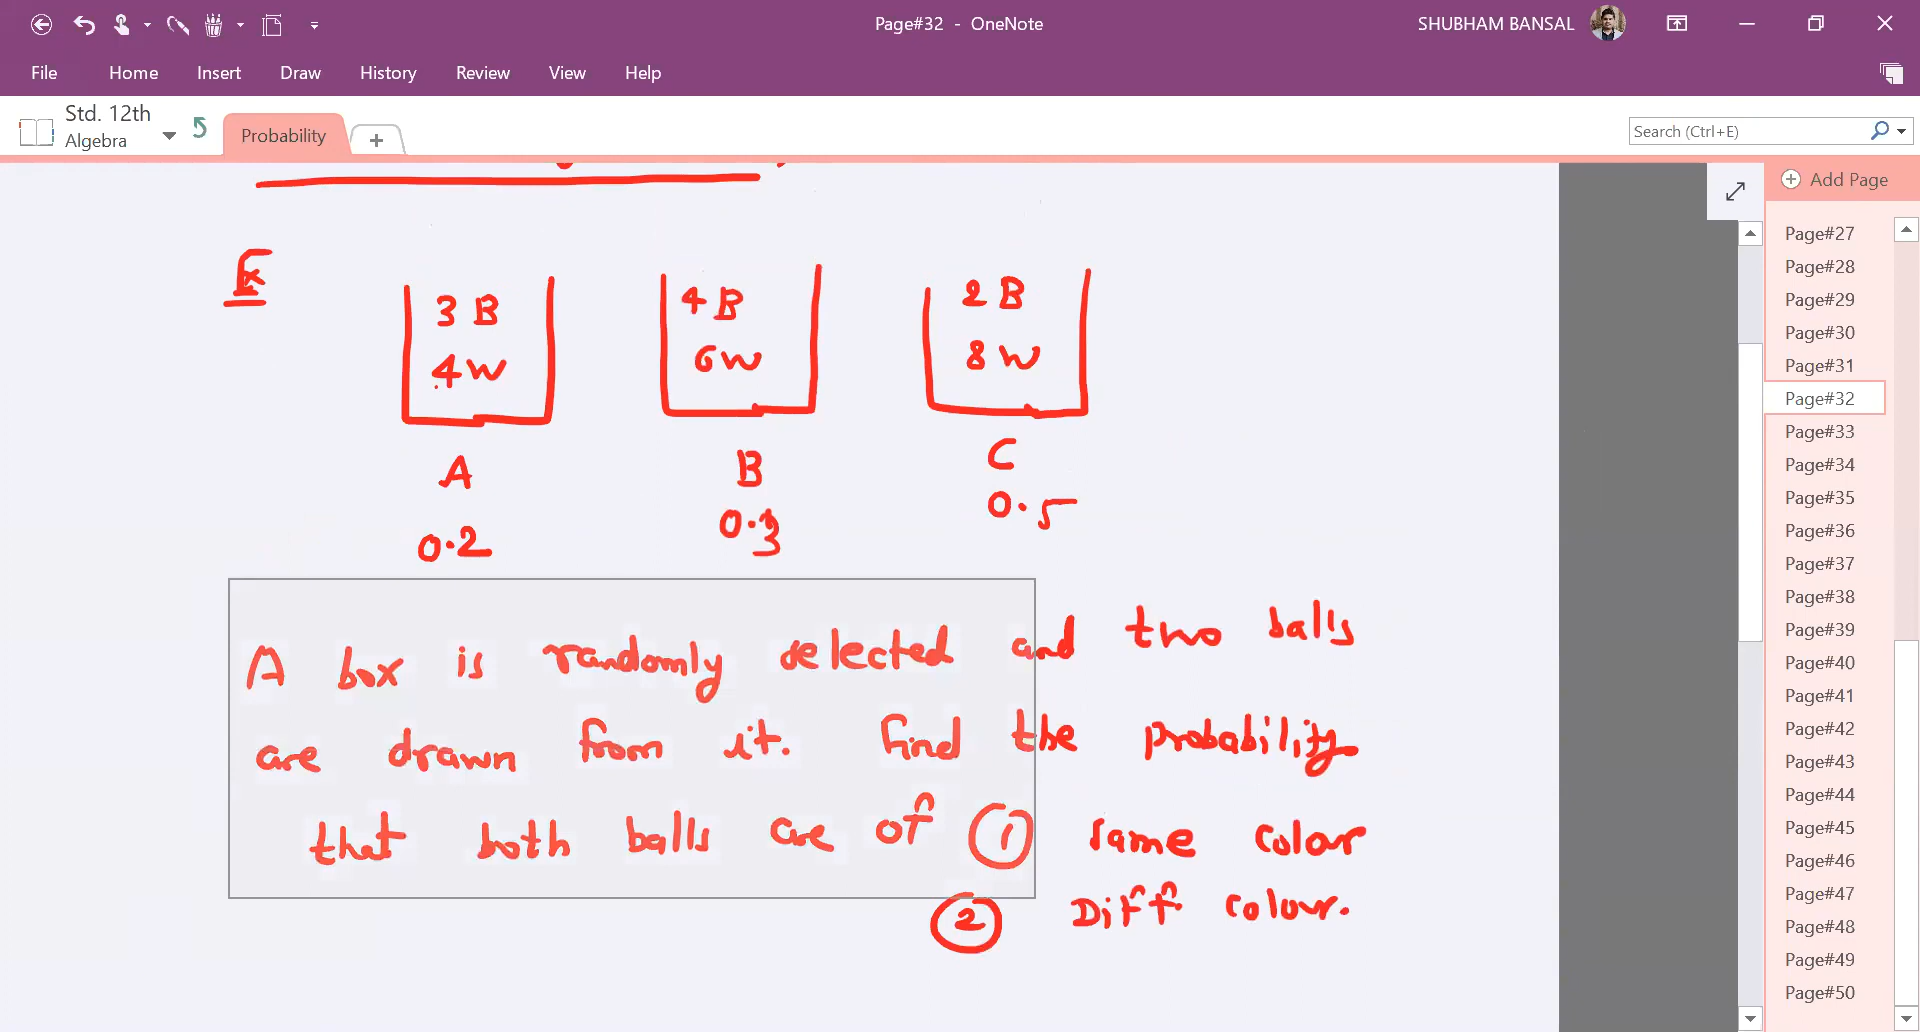 Page#32 - OneNote
SHUBHAM BANSAL
File Home Insert Draw History Review View Help
Std. 12th
Algebra
Probability
+
Search (Ctrl+E)
Add Page
Page#27
Page#28
Page#29
Page#30
Page#31
Page#32
Page#33
Page#34
Page#35
Page#36
Page#37
Page#38
Page#39
Page#40
Page#41
Page#42
Page#43
Page#44
Page#45
Page#46
Page#47
Page#48
Page#49
Page#50
Ex
3 B
4 W
A
0.2
4 B
6 W
B
0.3
2 B
8 W
C
0.5
A box is randomly selected and two balls
are drawn from it. Find the probability
that both balls are of ① same colour
② Diff. colour.